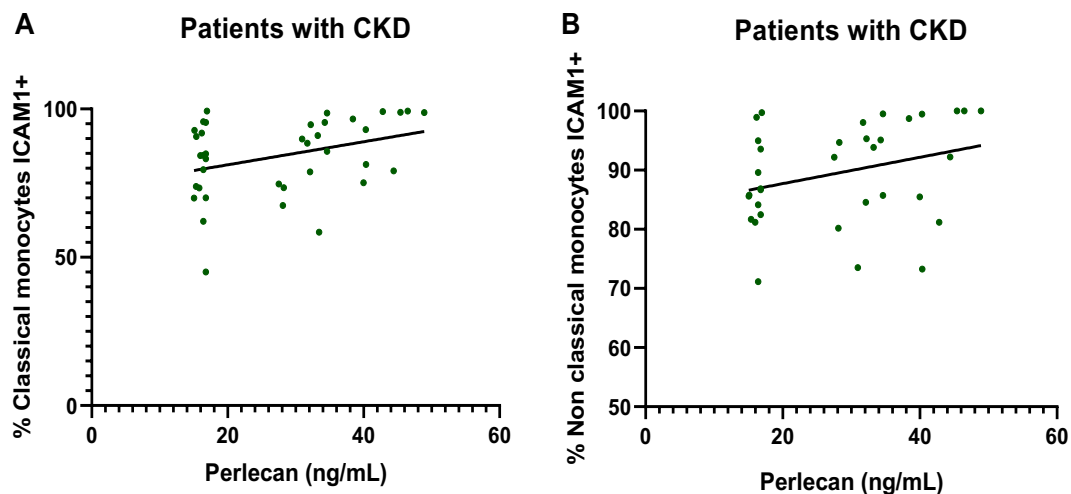 A
Patients with CKD
% Classical monocytes ICAM1+
100
50
0
0 20 40 60
Perlecan (ng/mL)
B
Patients with CKD
% Non classical monocytes ICAM1+
100
90
80
70
60
50
0 20 40 60
Perlecan (ng/mL)